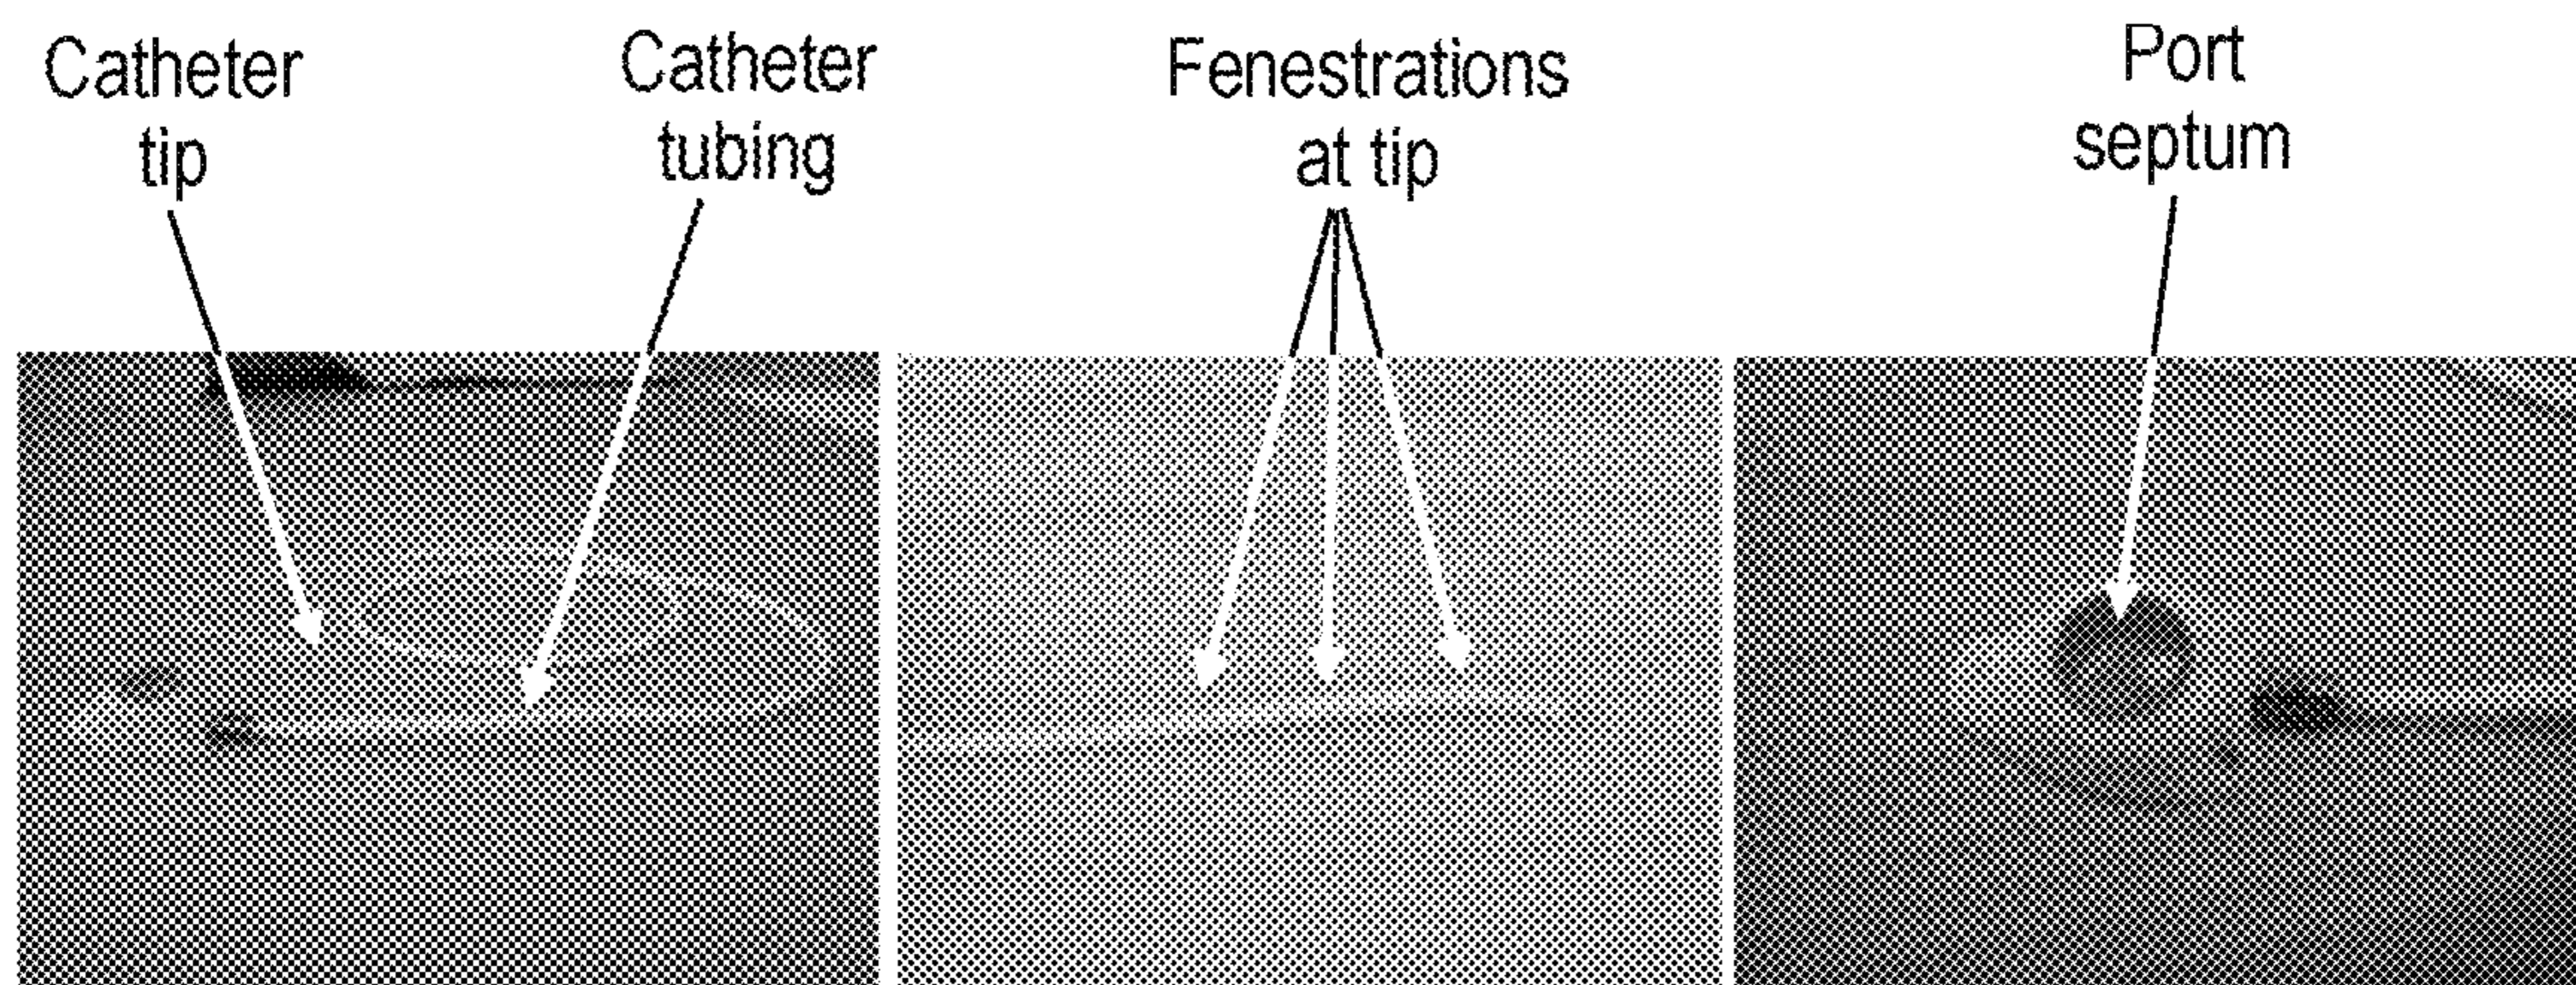 Catheter
tip
Catheter
tubing
Fenestrations
at tip
Port
septum